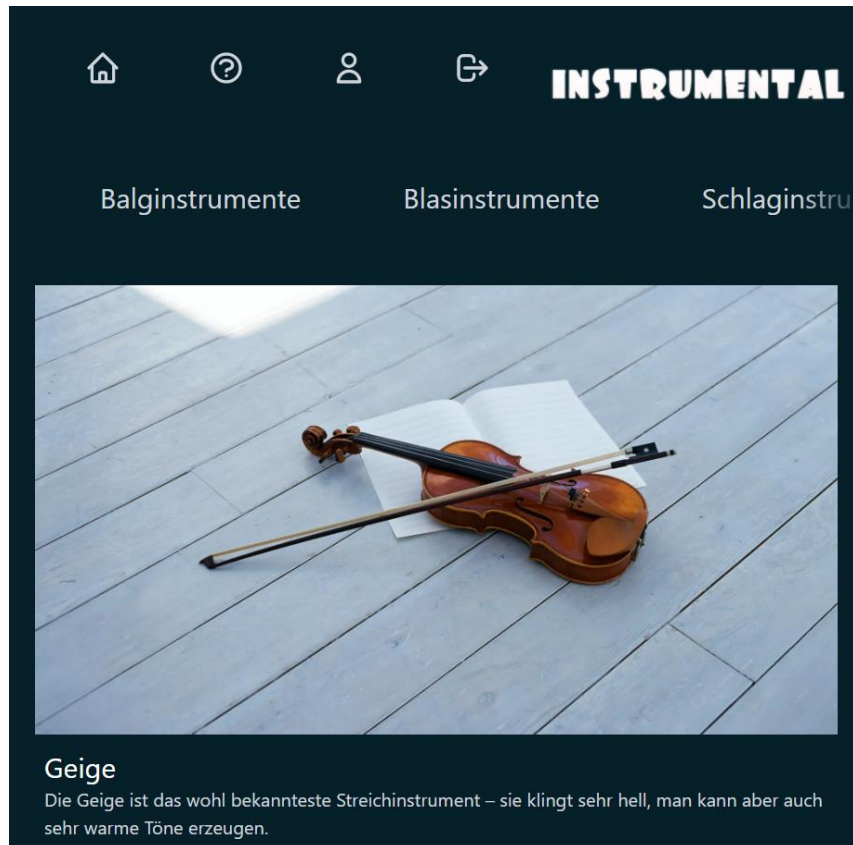 INSTRUMENTAL
Balginstrumente Blasinstrumente Schlaginstru
Geige
Die Geige ist das wohl bekannteste Streichinstrument – sie klingt sehr hell, man kann aber auch
sehr warme Töne erzeugen.